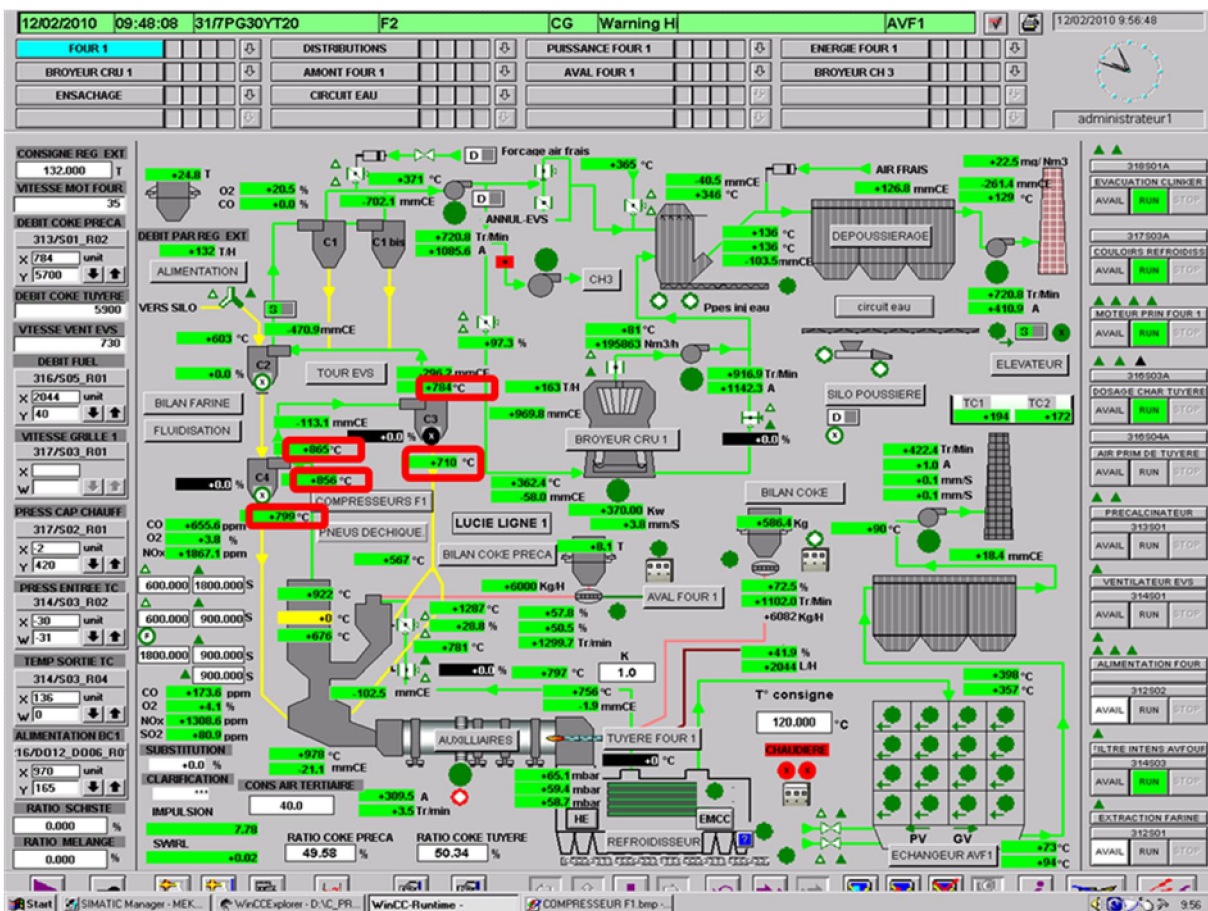 12/02/2010 09:48:08 31/7PG30YT20 F2 CG Warning Hi AVF1 12/02/2010 9:56:48
FOUR 1 DISTRIBUTIONS PUISSANCE FOUR 1 ENERGIE FOUR 1
BROYEUR CRU 1 AMONT FOUR 1 AVAL FOUR 1 BROYEUR CH 3
ENSACHAGE CIRCUIT EAU
administrateur1
CONSIGNE REG EXT
132.000 T
VITESSE MOT FOUR
35
DEBIT COKE PRECA
313/S01_R02
X 784 unit
Y 5700
DEBIT COKE TUYERE
5900
VTESSE VENT EVS
730
DEBIT FUEL
316/S05_R01
X 2044 unit
Y 40
VITESSE GRILLE 1
317/S03_R01
X unit
W
PRESS CAP CHAUFF
317/S02_R01
X -2 unit
Y 420
PRESS ENTREE TC
314/S03_R02
X -30 unit
W -31
TEMP SORTIE TC
314/S03_R04
X 136 unit
W 0
ALIMENTATION BC1
16/DO12_DO06_R0
X 970 unit
Y 165
RATIO SCHISTE
0.000 %
RATIO MELANGE
0.000 %
+24.8 T
O2 +20.5 %
CO +0.0 %
DEBIT PAR REG EXT
+132 T/H
ALIMENTATION
VERS SILO
S
+603 °C
C2
+0.0 %
BILAN FARINE
FLUIDISATION
+0.0 %
C4
+799 °C
CO +655.6 ppm
O2 +3.8 %
NOx +1867.1 ppm
600.000 1800.000 S
600.000 900.000 S
1800.000 900.000 S
900.000 S
CO +173.6 ppm
O2 +4.1 %
NOx +1308.6 ppm
SO2 +80.9 ppm
SUBSTITUTION
+0.0 %
CLARIFICATION
***
IMPULSION
7.78
SWIRL
+0.02
D Forcage air frais
+371 °C
-702.1 mmCE
D
ANNUL-EVS
C1 C1 bis
+720.8 Tr/Min
+1085.6 A
CH3
-470.9 mmCE
+97.3 %
TOUR EVS
-296.2 mmCE
+784 °C
C3
-113.1 mmCE
+0.0 %
+865 °C
+710 °C
+856 °C
COMPRESSEURS F1
PNEUS DECHIQUE
+567 °C
LUCIE LIGNE 1
BILAN COKE PRECA
+8.1 T
+365 °C
-40.5 mmCE
+346 °C
AIR FRAIS
+126.8 mmCE
+22.5 mg/ Nm3
-261.4 mmCE
+129 °C
DEPOUSSIERAGE
+136 °C
+136 °C
-103.5 mmCE
Ppes inj eau
circuit eau
+720.8 Tr/Min
+410.9 A
S
ELEVATEUR
+81 °C
+195863 Nm3/h
+163 T/H
+969.8 mmCE
BROYEUR CRU 1
+916.9 Tr/Min
+1142.3 A
+0.0 %
+362.4 °C
-58.0 mmCE
+370.00 Kw
+3.8 mm/S
SILO POUSSIERE
D
TC1 TC2
+194 +172
BILAN COKE
+586.4 Kg
+90 °C
+422.4 Tr/Min
+1.0 A
+0.1 mm/S
+0.1 mm/S
+18.4 mmCE
+922 °C
+0 °C
+676 °C
+6000 Kg/H
AVAL FOUR 1
+72.5 %
+1102.0 Tr/Min
+6082 Kg/H
+1287 °C
+28.8 %
+781 °C
+57.8 %
+50.5 %
+1299.7 Tr/min
+0.0 %
+797 °C
K
1.0
+41.9 %
+2044 L/H
-102.5 mmCE
+756 °C
-1.9 mmCE
T° consigne
120.000 °C
+398 °C
+357 °C
AUXILLIAIRES
TUYERE FOUR 1
+0 °C
CHAUDIERE
+978 °C
-21.1 mmCE
CONS AIR TERTIAIRE
40.0
+309.5 A
+3.5 Tr/min
+65.1 mbar
+59.4 mbar
+58.7 mbar
HE EMCC
REFROIDISSEUR
?
PV GV
ECHANGEUR AVF1
+73 °C
+94 °C
RATIO COKE PRECA
49.58 %
RATIO COKE TUYERE
50.34 %
318S01A
EVACUATION CLINKER
AVAIL RUN STOP
317S03A
COULOIRS REFROIDISS
AVAIL RUN STOP
MOTEUR PRIN FOUR 1
AVAIL RUN STOP
316S03A
DOSAGE CHAR TUYERE
AVAIL RUN STOP
316S04A
AIR PRIM DE TUYERE
AVAIL RUN STOP
PRECALCINATEUR
313S01
AVAIL RUN STOP
VENTILATEUR EVS
314S01
AVAIL RUN STOP
ALIMENTATION FOUR
312S02
AVAIL RUN STOP
FILTRE INTENS AVFOUR
314S03
AVAIL RUN STOP
EXTRACTION FARINE
312S01
AVAIL RUN STOP
Start SIMATIC Manager - MEK... WinCCExplorer - D:\C_PR... WinCC-Runtime - COMPRESSEUR F1.bmp -... 9:56